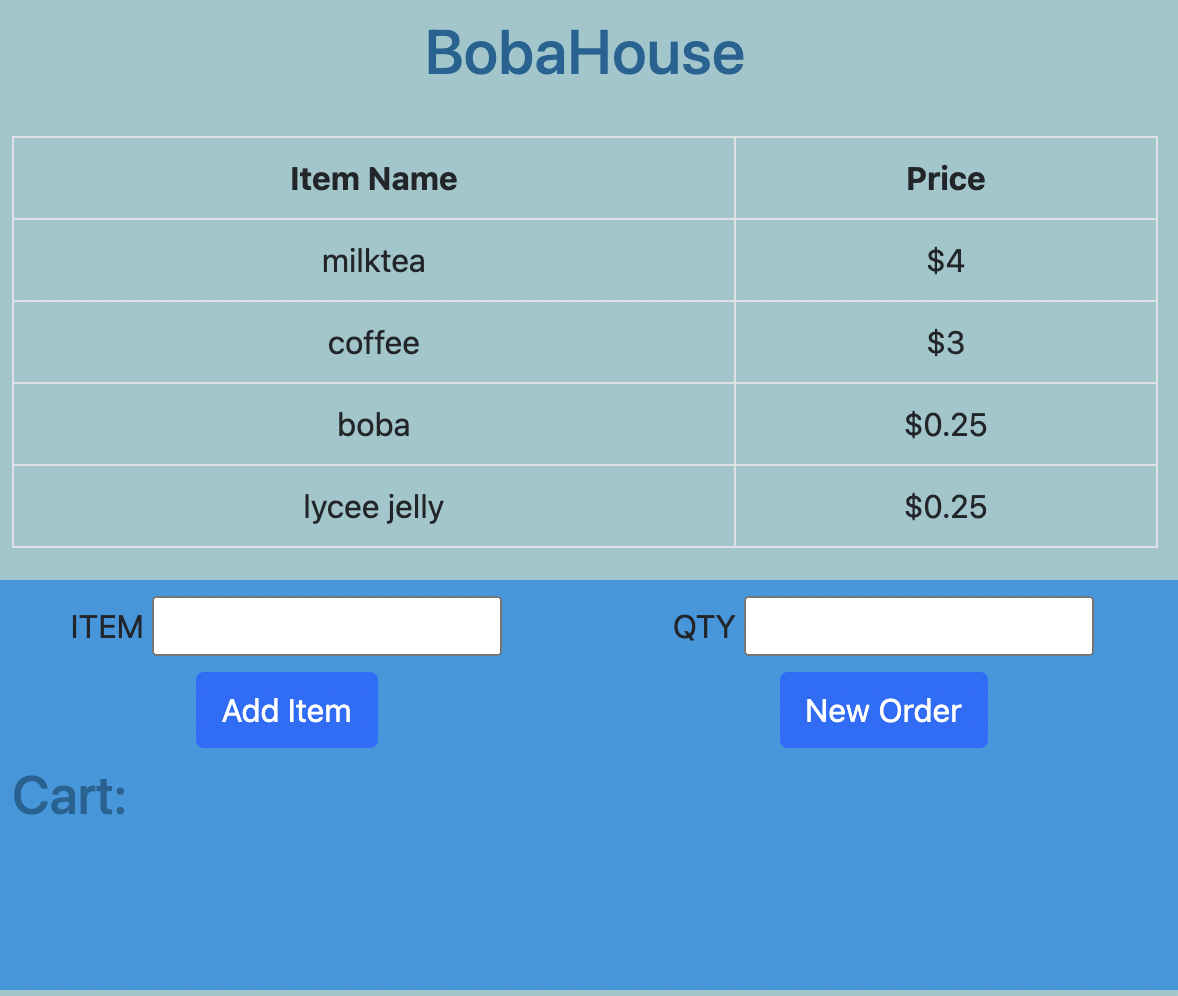 BobaHouse
Item Name Price
milktea $4
coffee $3
boba $0.25
lycee jelly $0.25
ITEM QTY
Add Item New Order
Cart: